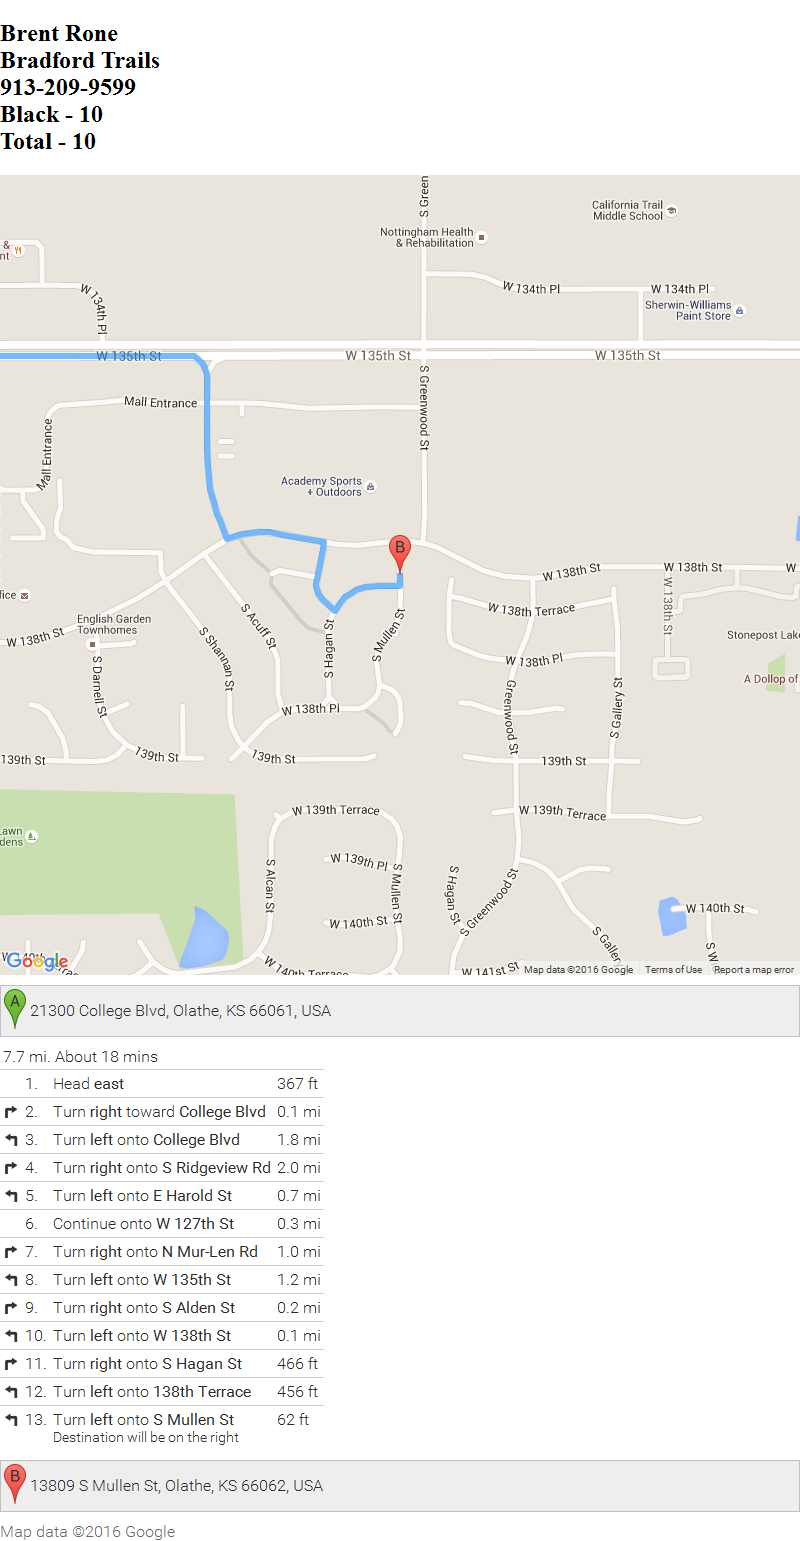 Brent Rone
Bradford Trails
913-209-9599
Black - 10
Total - 10
S Green
California Trail
Middle School
Nottingham Health
& Rehabilitation
&
nt
W 134th Pl
W 134th Pl
W 134th Pl
Sherwin-Williams
Paint Store
W 135th St
W 135th St
W 135th St
Mall Entrance
S Greenwood St
Mall Entrance
Academy Sports
+ Outdoors
B
W 138th St
W 138th St
W
ffice
W 138th St
English Garden
Townhomes
S Acuff St
S Shannan St
S Hagan St
S Mullen St
W 138th Terrace
W 138th St
Stonepost Lake
W 138th St
S Darnell St
W 138th Pl
A Dollop of
W 138th Pl
Greenwood St
S Gallery St
139th St
139th St
139th St
139th St
W 139th Terrace
W 139th Terrace
Lawn
dens
W 139th Pl
S Alcan St
S Mullen St
S Hagan St
S Greenwood St
W 140th St
W 140th St
S Galler
S W
W 140th Terrace
W 141st St
Google
Map data ©2016 Google
Terms of Use
Report a map error
A
21300 College Blvd, Olathe, KS 66061, USA
7.7 mi. About 18 mins
1. Head east 367 ft
2. Turn right toward College Blvd 0.1 mi
3. Turn left onto College Blvd 1.8 mi
4. Turn right onto S Ridgeview Rd 2.0 mi
5. Turn left onto E Harold St 0.7 mi
6. Continue onto W 127th St 0.3 mi
7. Turn right onto N Mur-Len Rd 1.0 mi
8. Turn left onto W 135th St 1.2 mi
9. Turn right onto S Alden St 0.2 mi
10. Turn left onto W 138th St 0.1 mi
11. Turn right onto S Hagan St 466 ft
12. Turn left onto 138th Terrace 456 ft
13. Turn left onto S Mullen St 62 ft
Destination will be on the right
B
13809 S Mullen St, Olathe, KS 66062, USA
Map data ©2016 Google